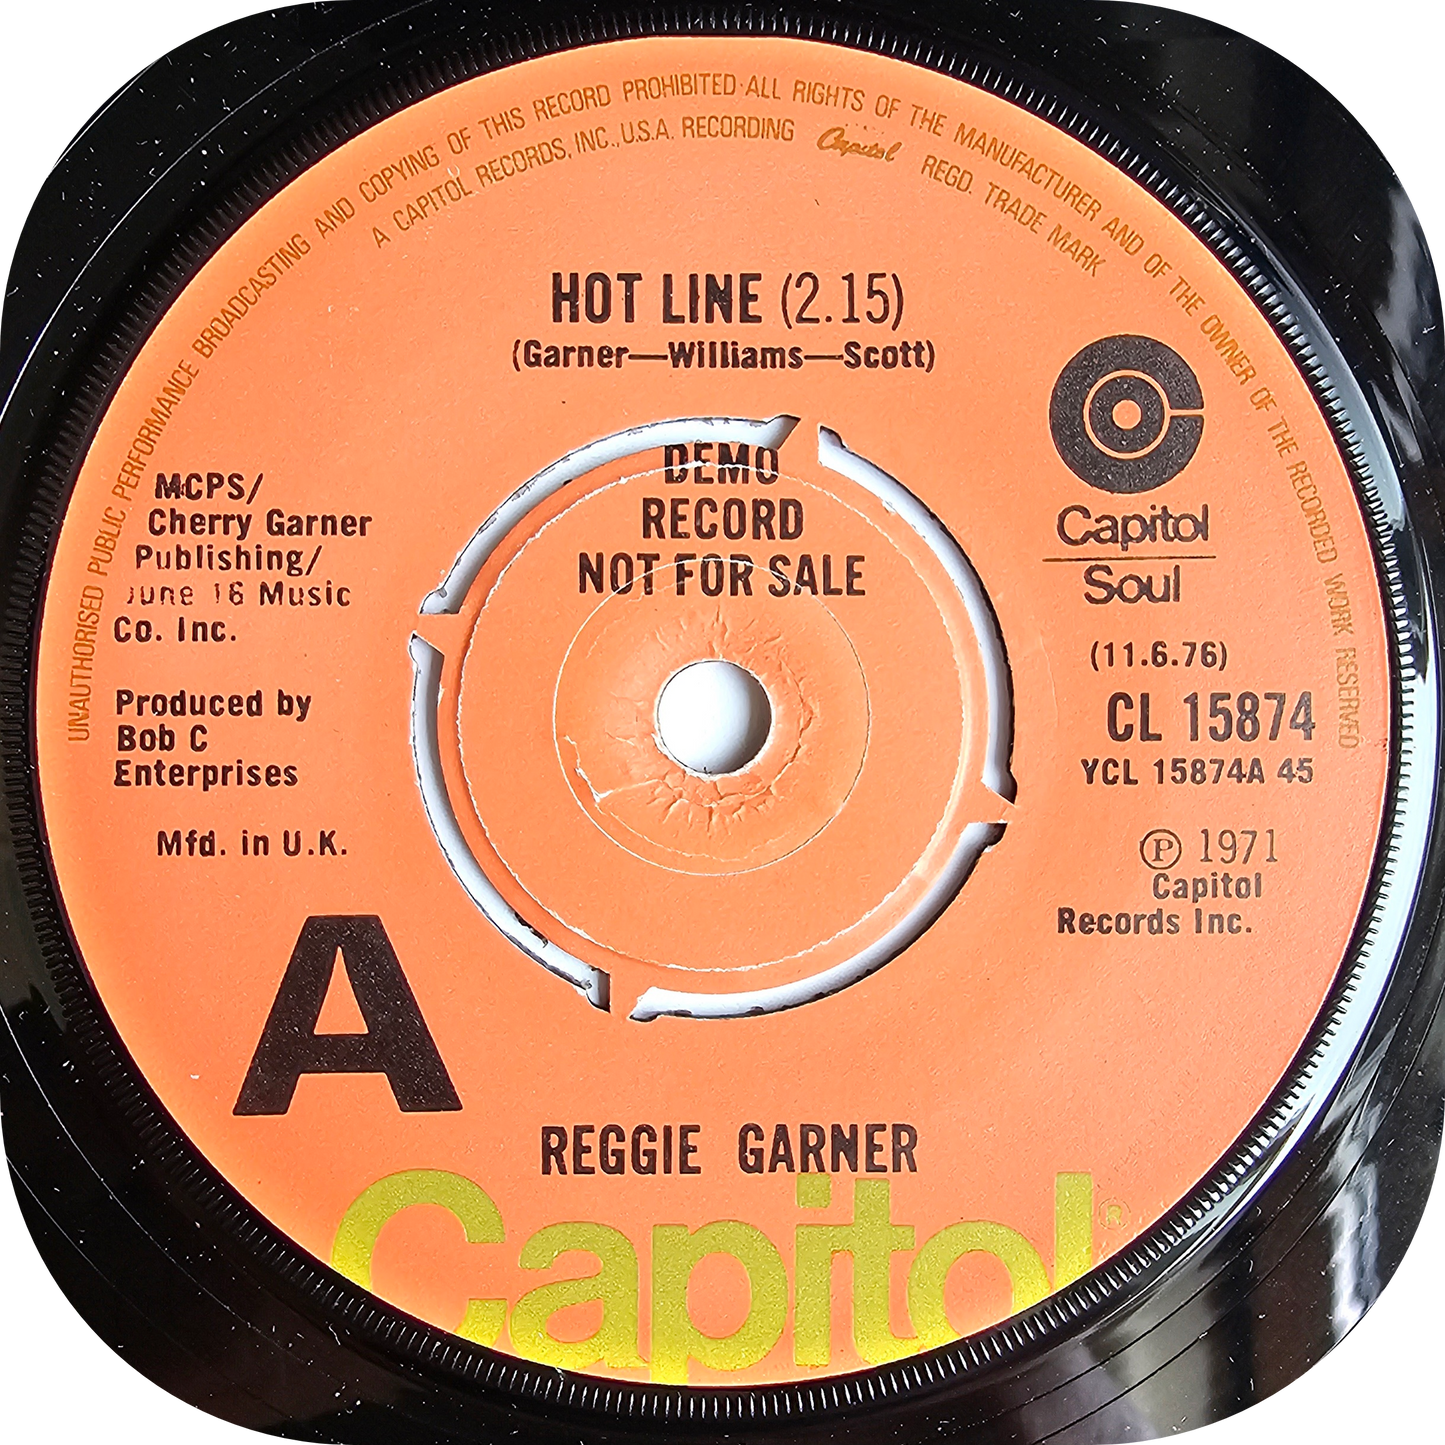 UNAUTHORISED PUBLIC PERFORMANCE BROADCASTING AND COPYING OF THIS RECORD PROHIBITED·ALL RIGHTS OF THE MANUFACTURER AND OF THE OWNER OF THE RECORDED WORK RESERVED
A CAPITOL RECORDS, INC., U.S.A. RECORDING Capitol REGD. TRADE MARK
HOT LINE (2.15)
(Garner—Williams—Scott)
DEMO
RECORD
NOT FOR SALE
MCPS/
Cherry Garner
Publishing/
June 16 Music
Co. Inc.
Produced by
Bob C
Enterprises
Mfd. in U.K.
A
Capitol
Soul
(11.6.76)
CL 15874
YCL 15874A 45
Ⓟ 1971
Capitol
Records Inc.
REGGIE GARNER
Capitol®